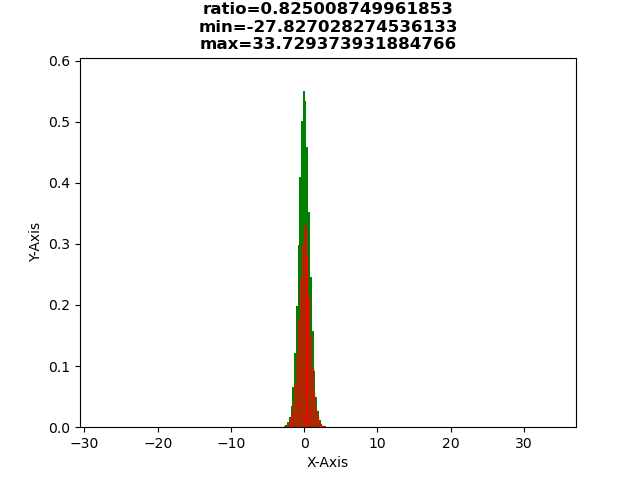 ratio=0.825008749961853
min=-27.827028274536133
max=33.729373931884766
0.6
0.5
0.4
0.3
0.2
0.1
0.0
Y-Axis
−30 −20 −10 0 10 20 30
X-Axis